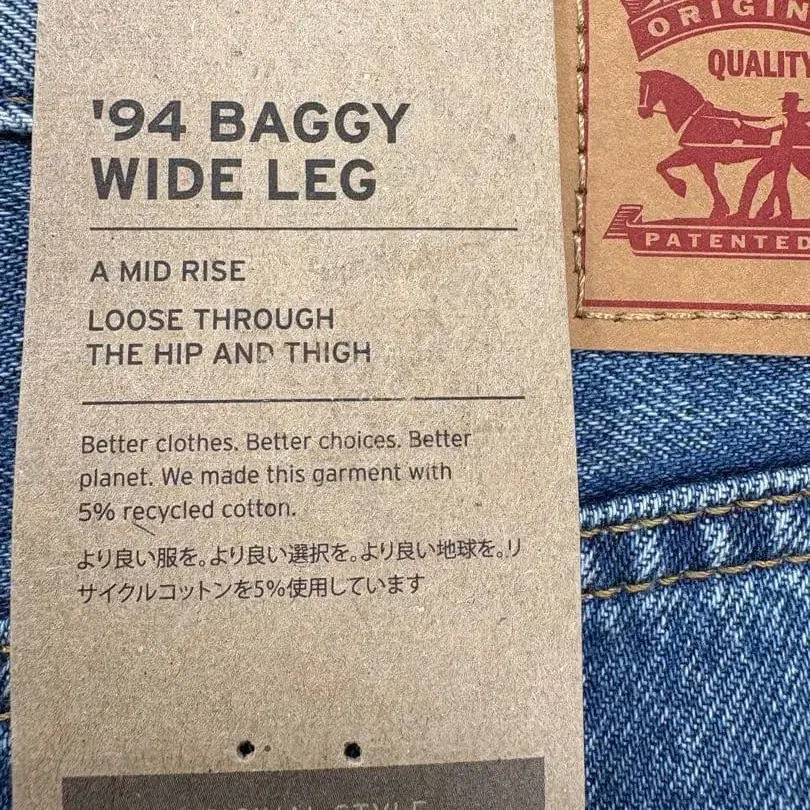 '94 BAGGY
WIDE LEG
A MID RISE
LOOSE THROUGH
THE HIP AND THIGH
Better clothes. Better choices. Better
planet. We made this garment with
5% recycled cotton.
より良い服を。より良い選択を。より良い地球を。リ
サイクルコットンを5%使用しています
STYLE
ORIGIN
QUALITY
PATENTED